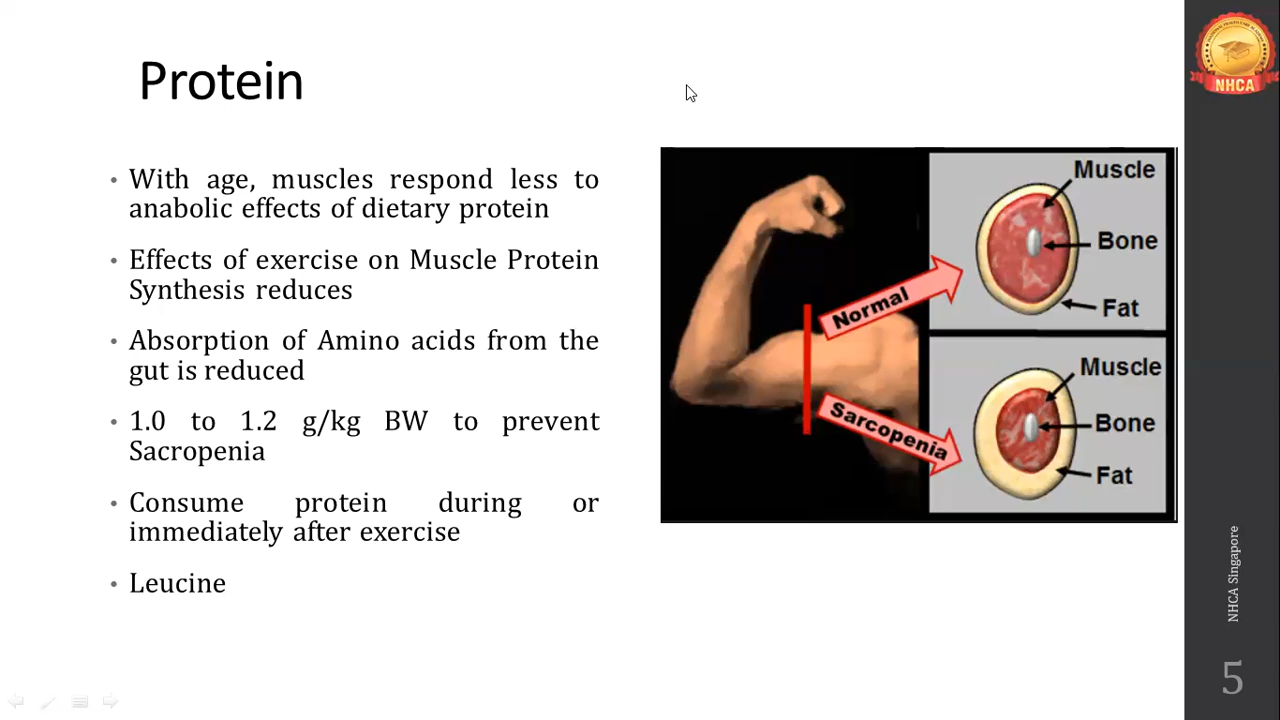 Protein
• With age, muscles respond less to
anabolic effects of dietary protein
• Effects of exercise on Muscle Protein
Synthesis reduces
• Absorption of Amino acids from the
gut is reduced
• 1.0 to 1.2 g/kg BW to prevent
Sacropenia
• Consume protein during or
immediately after exercise
• Leucine
Normal
Sarcopenia
Muscle
Bone
Fat
Muscle
Bone
Fat
NHCA
NHCA Singapore
5